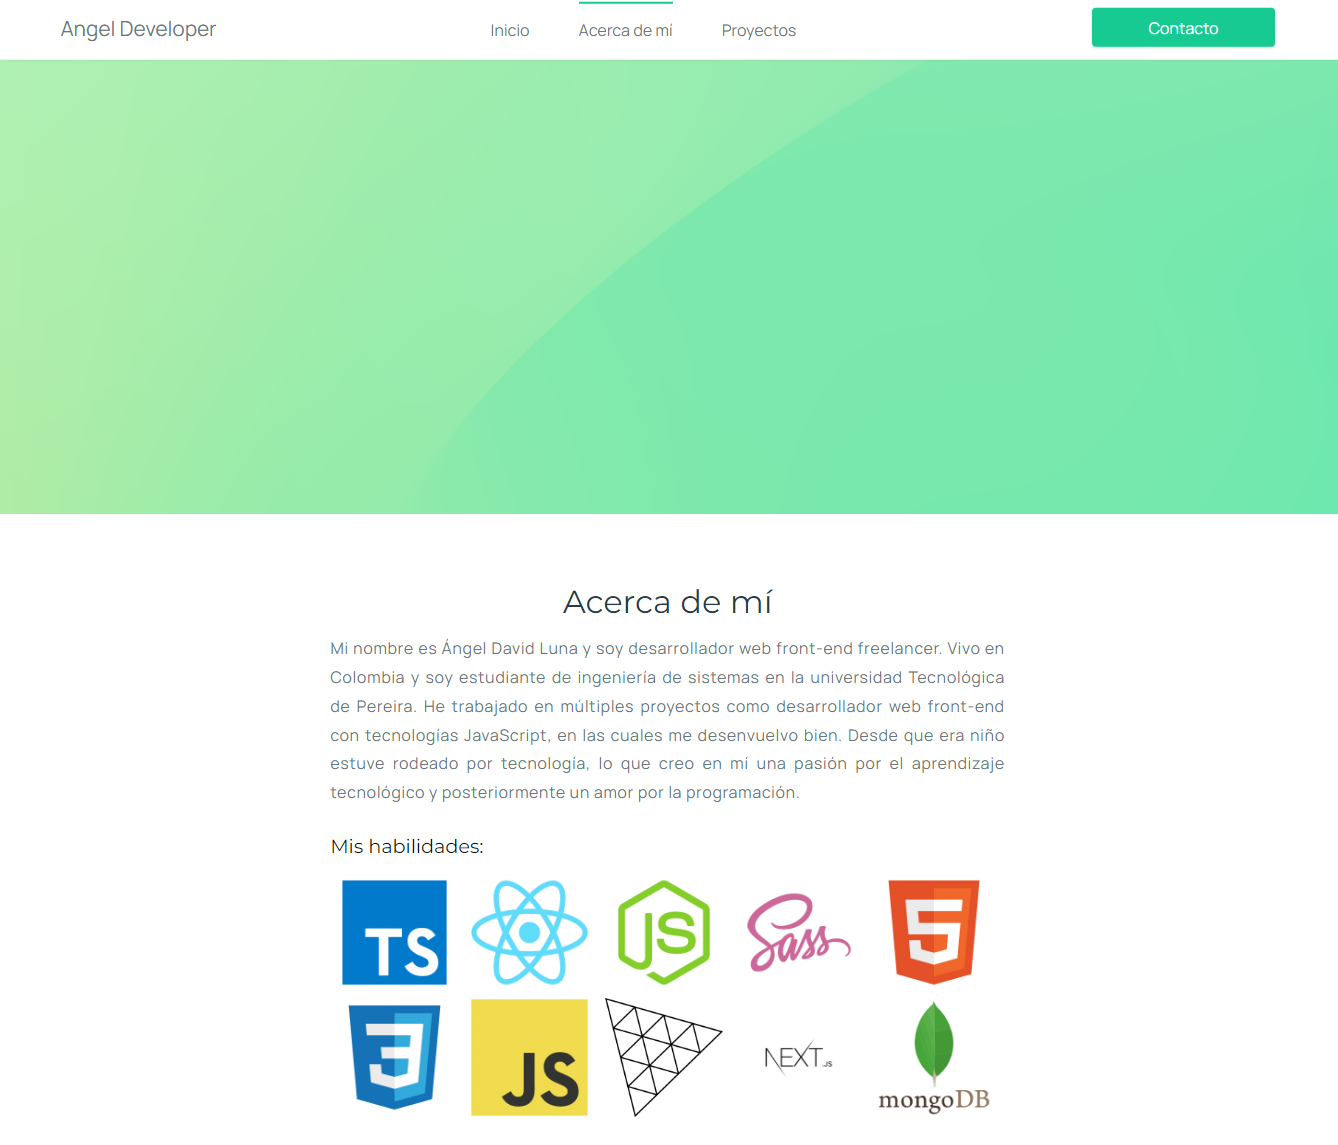 Angel Developer
Inicio
Acerca de mí
Proyectos
Contacto
Acerca de mí
Mi nombre es Ángel David Luna y soy desarrollador web front-end freelancer. Vivo en
Colombia y soy estudiante de ingeniería de sistemas en la universidad Tecnológica
de Pereira. He trabajado en múltiples proyectos como desarrollador web front-end
con tecnologías JavaScript, en las cuales me desenvuelvo bien. Desde que era niño
estuve rodeado por tecnología, lo que creo en mí una pasión por el aprendizaje
tecnológico y posteriormente un amor por la programación.
Mis habilidades:
TS
JS
Sass
5
3
JS
NEXT.JS
mongoDB